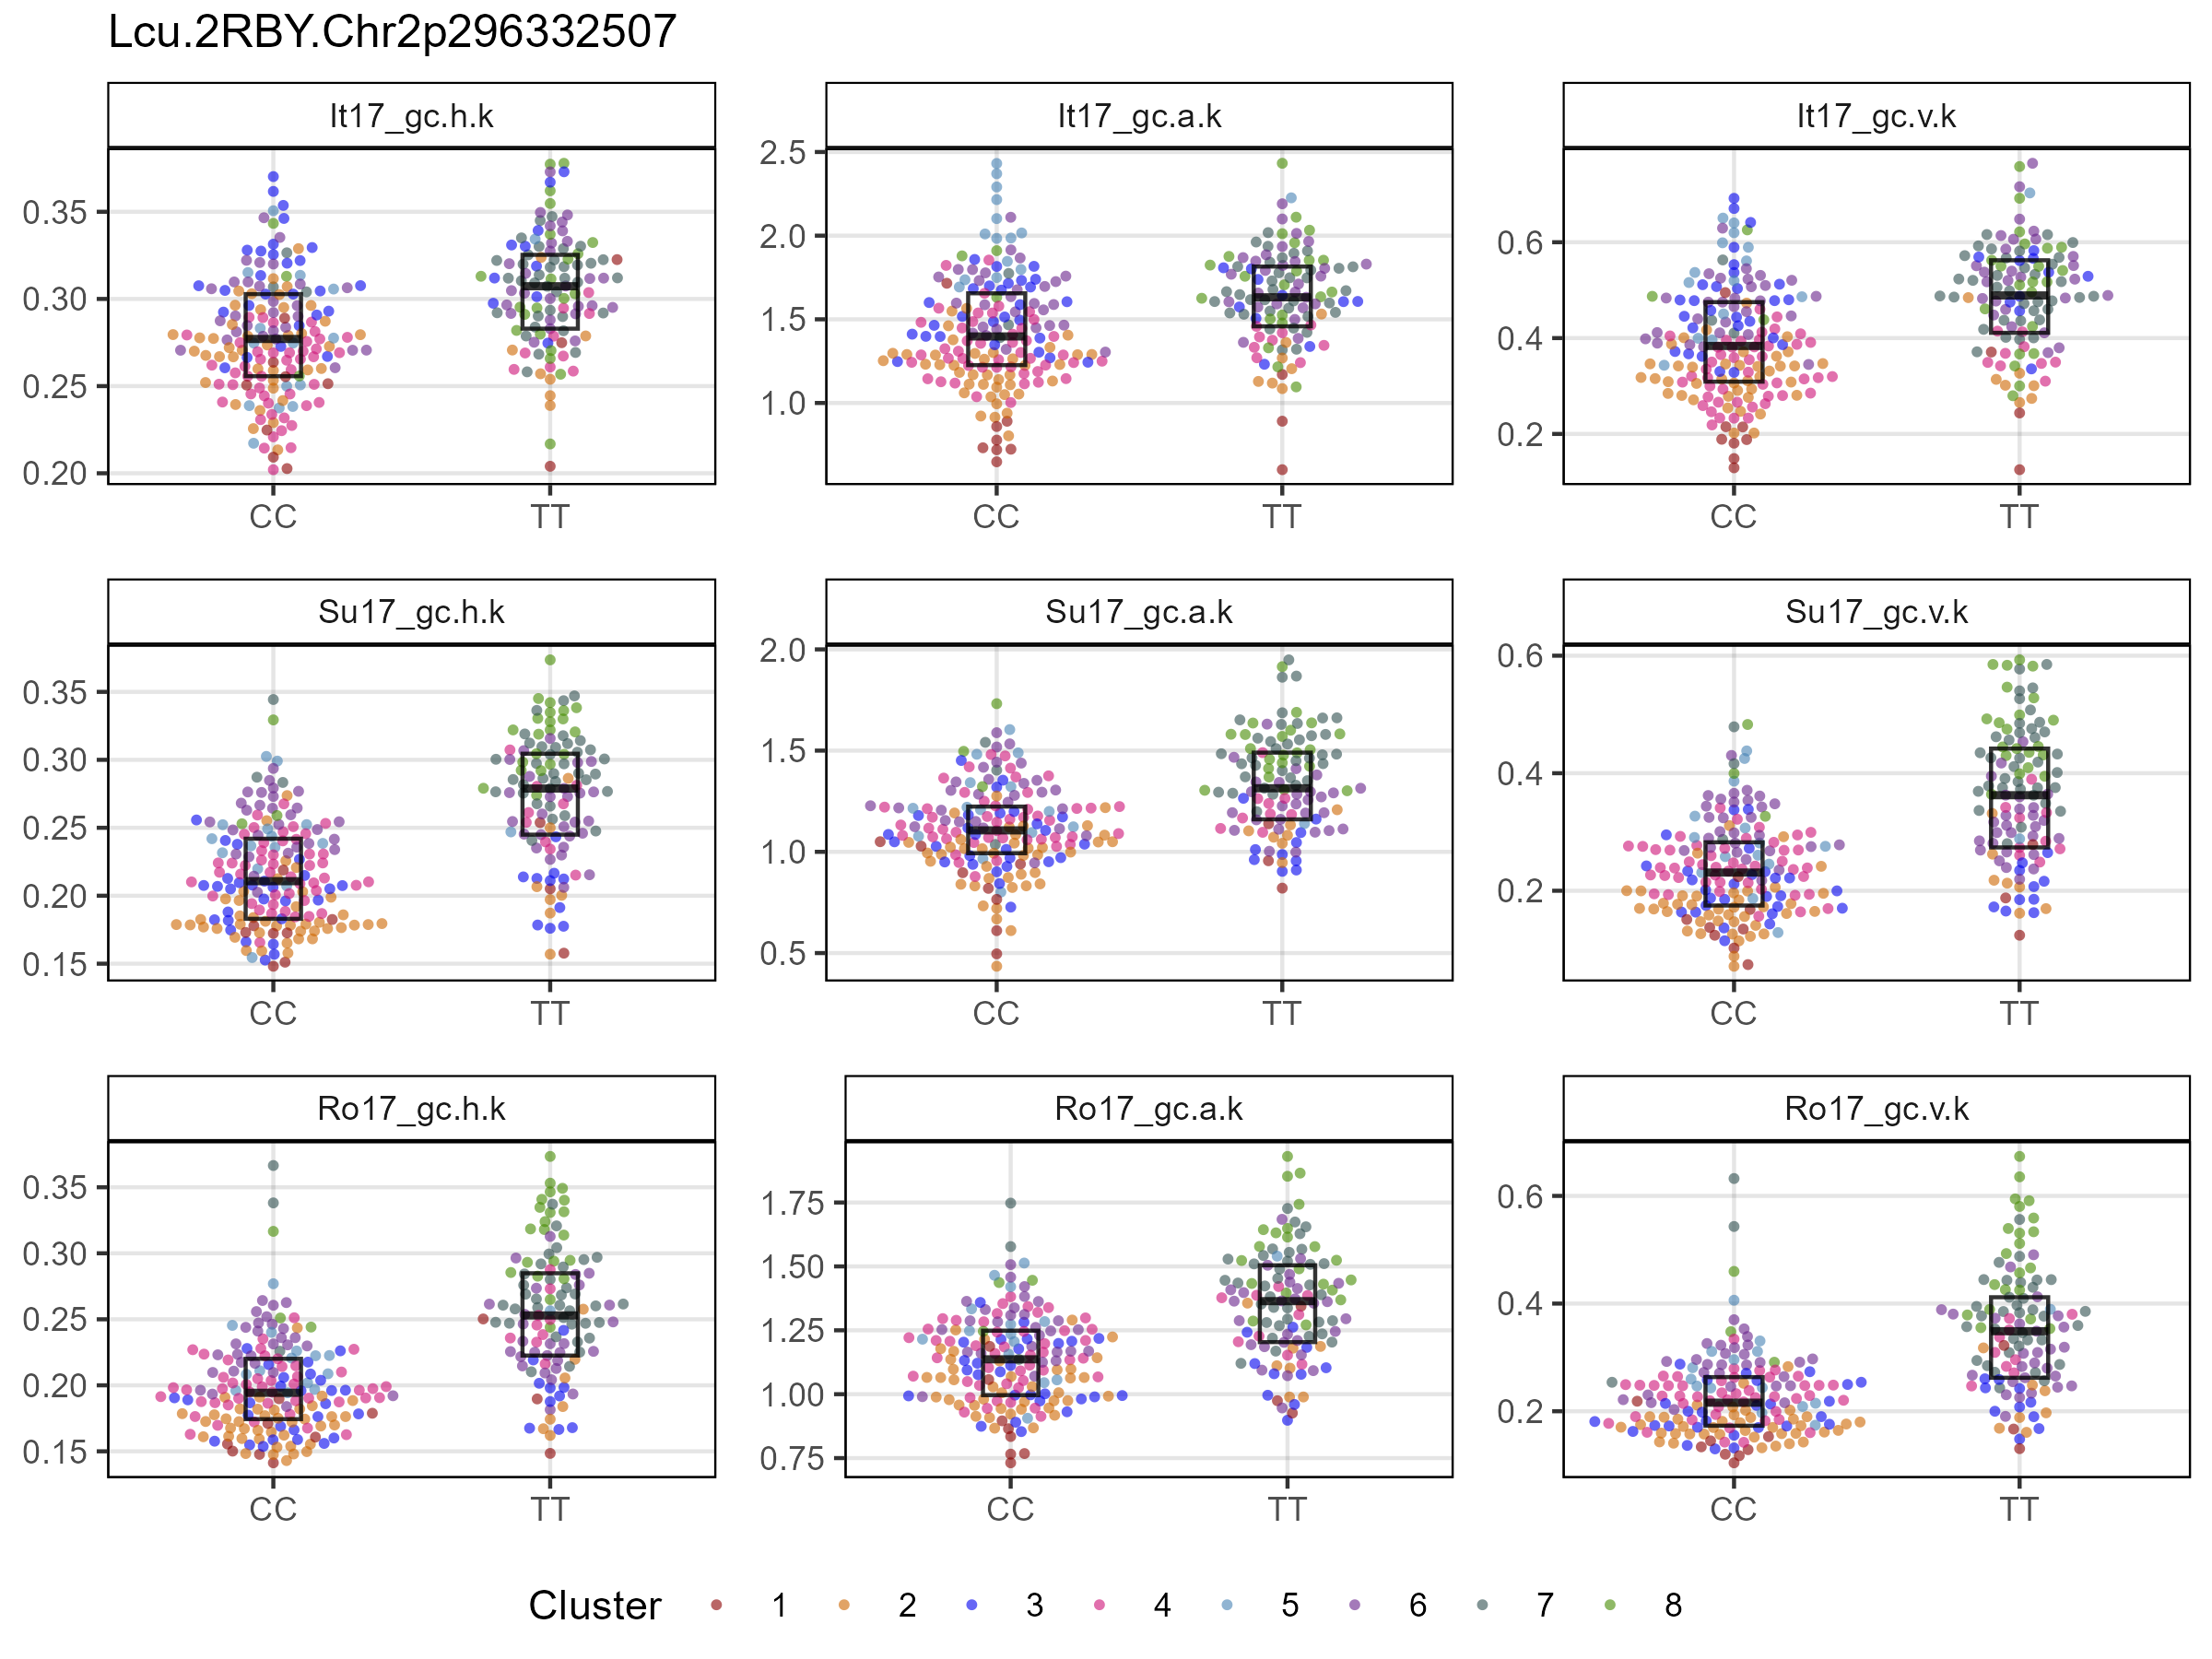 Lcu.2RBY.Chr2p296332507
It17_gc.h.k
It17_gc.a.k
It17_gc.v.k
0.35
0.30
0.25
0.20
CC
TT
2.5
2.0
1.5
1.0
CC
TT
0.6
0.4
0.2
CC
TT
Su17_gc.h.k
Su17_gc.a.k
Su17_gc.v.k
0.35
0.30
0.25
0.20
0.15
CC
TT
2.0
1.5
1.0
0.5
CC
TT
0.6
0.4
0.2
CC
TT
Ro17_gc.h.k
Ro17_gc.a.k
Ro17_gc.v.k
0.35
0.30
0.25
0.20
0.15
CC
TT
1.75
1.50
1.25
1.00
0.75
CC
TT
0.6
0.4
0.2
CC
TT
Cluster 1 2 3 4 5 6 7 8